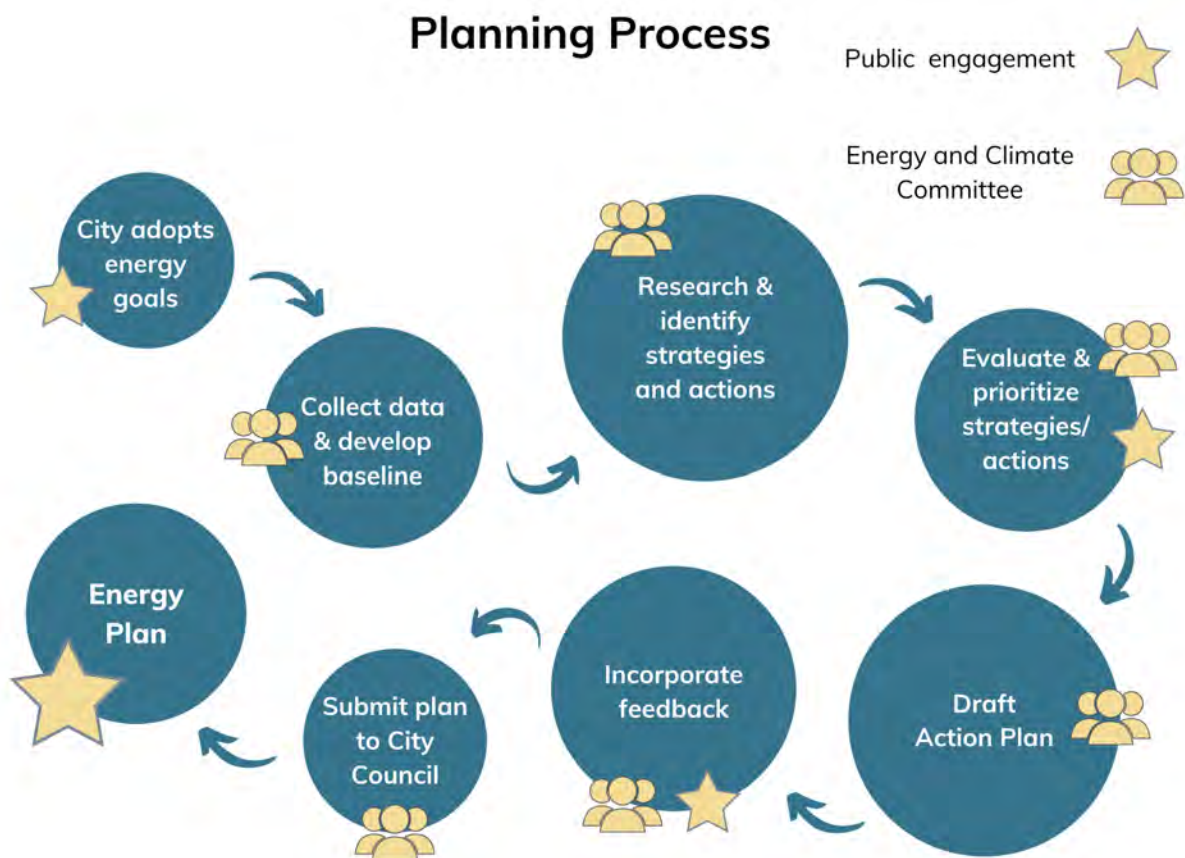 Planning Process
Public engagement
Energy and Climate
Committee
City adopts
energy
goals
Collect data
& develop
baseline
Research &
identify
strategies
and actions
Evaluate &
prioritize
strategies/
actions
Draft
Action Plan
Incorporate
feedback
Submit plan
to City
Council
Energy
Plan